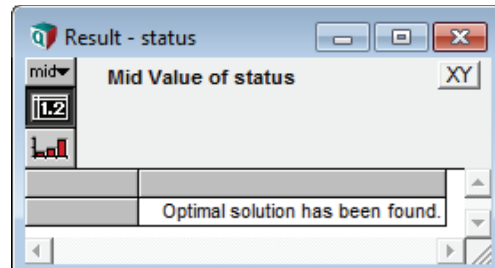 Result - status
mid
Mid Value of status
XY
1.2
Optimal solution has been found.